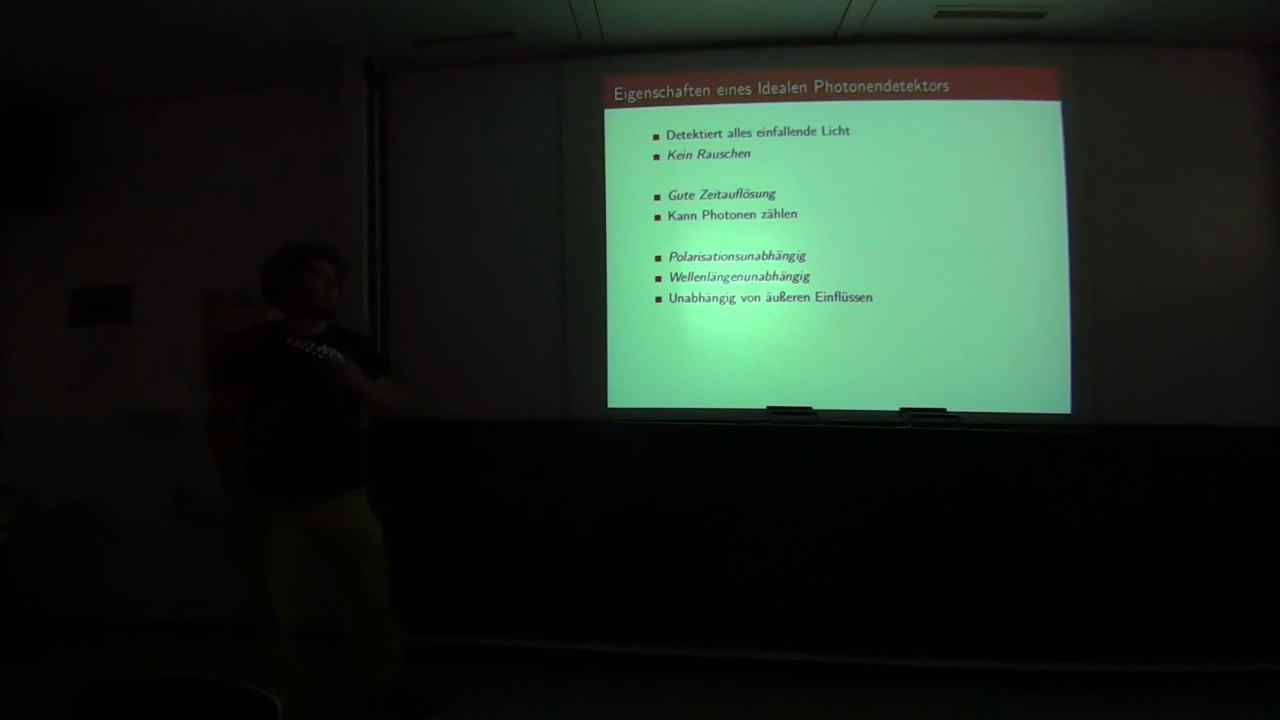 Eigenschaften eines Idealen Photonendetektors
Detektiert alles einfallende Licht
Kein Rauschen
Gute Zeitauflösung
Kann Photonen zählen
Polarisationsunabhängig
Wellenlängenunabhängig
Unabhängig von äußeren Einflüssen